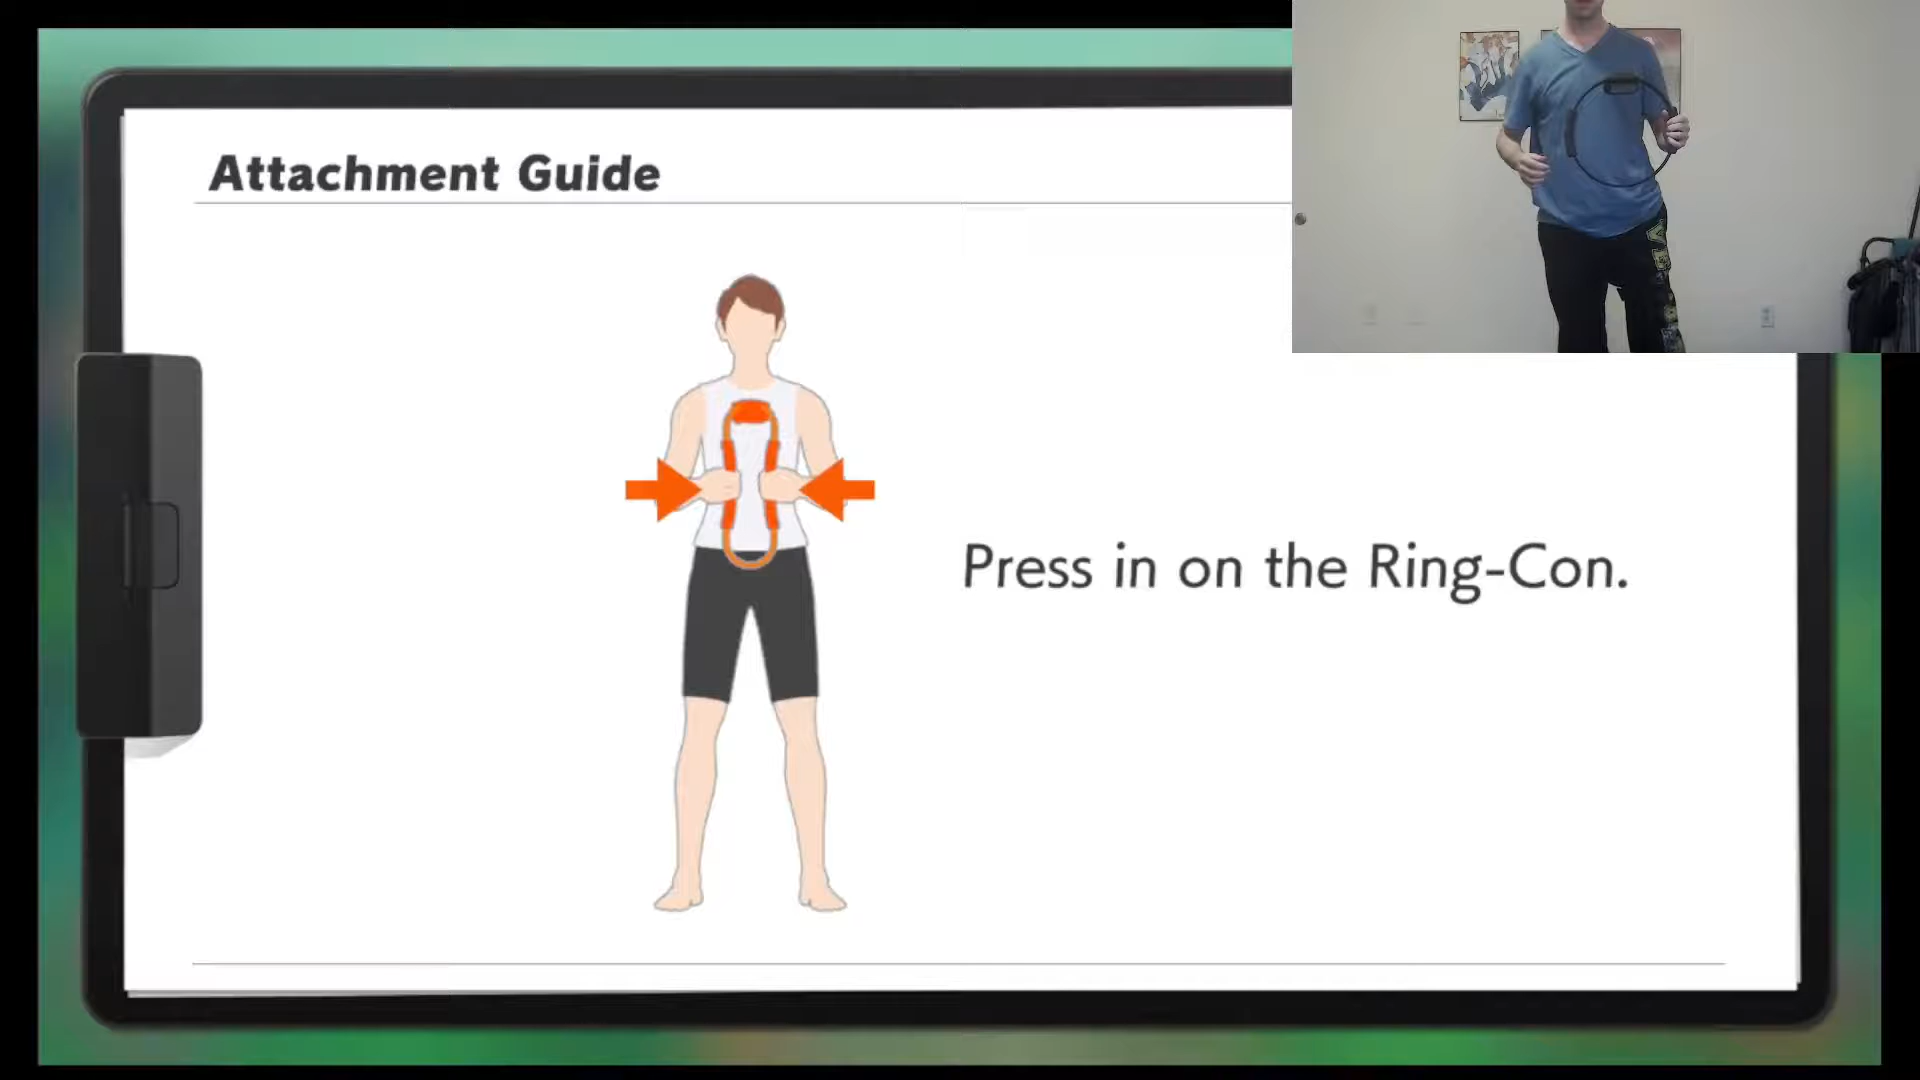 Attachment Guide
Press in on the Ring-Con.